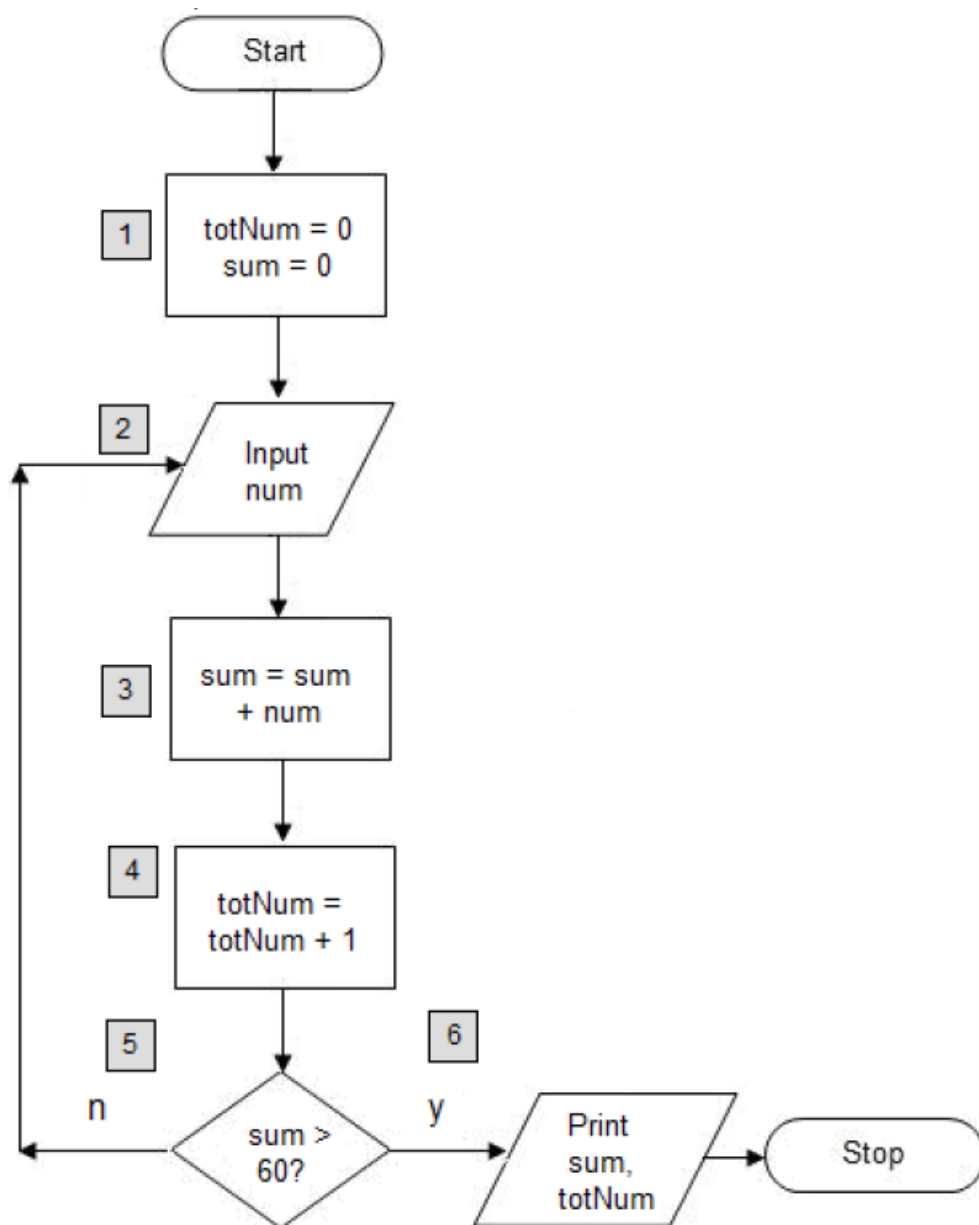 Start
1
totNum = 0
sum = 0
2
Input
num
3
sum = sum
+ num
4
totNum =
totNum + 1
5
6
n
sum >
60?
y
Print
sum,
totNum
Stop